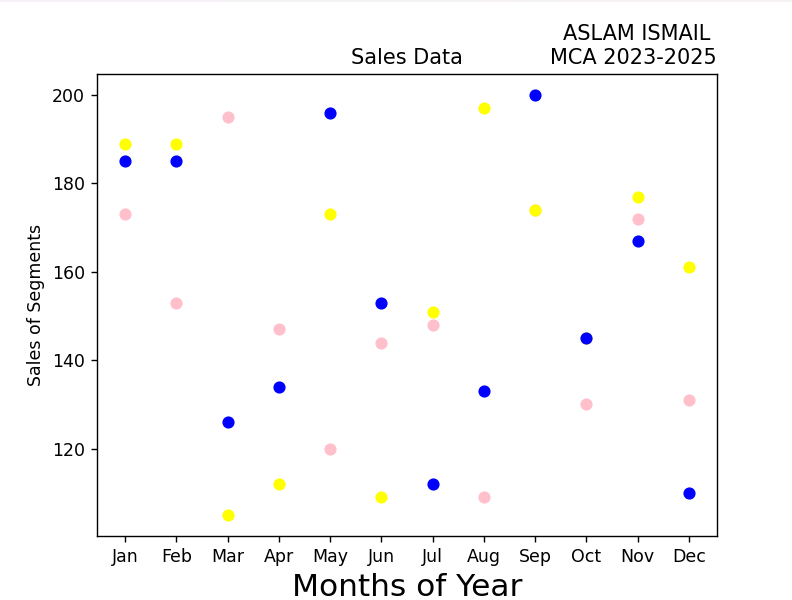 ASLAM ISMAIL
Sales Data
MCA 2023-2025
200
180
160
140
120
Sales of Segments
Jan Feb Mar Apr May Jun Jul Aug Sep Oct Nov Dec
Months of Year